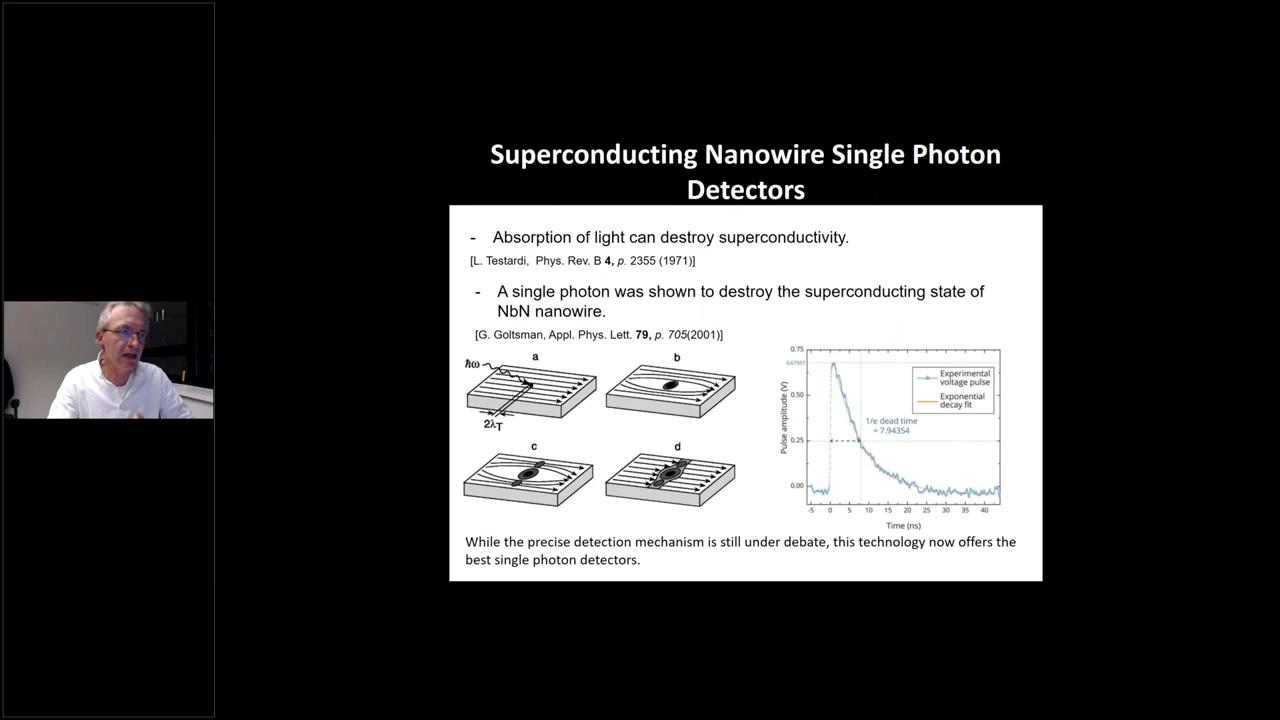 Superconducting Nanowire Single Photon
Detectors
- Absorption of light can destroy superconductivity.
[L. Testardi, Phys. Rev. B 4, p. 2355 (1971)]
- A single photon was shown to destroy the superconducting state of
NbN nanowire.
[G. Goltsman, Appl. Phys. Lett. 79, p. 705(2001)]
a
b
ħω
2λT
c
d
0.75
0.67957
0.50
0.25
0.00
Pulse amplitude (V)
Experimental
voltage pulse
Exponential
decay fit
1/e dead time
= 7.94354
-5 0 5 10 15 20 25 30 35 40
Time (ns)
While the precise detection mechanism is still under debate, this technology now offers the
best single photon detectors.